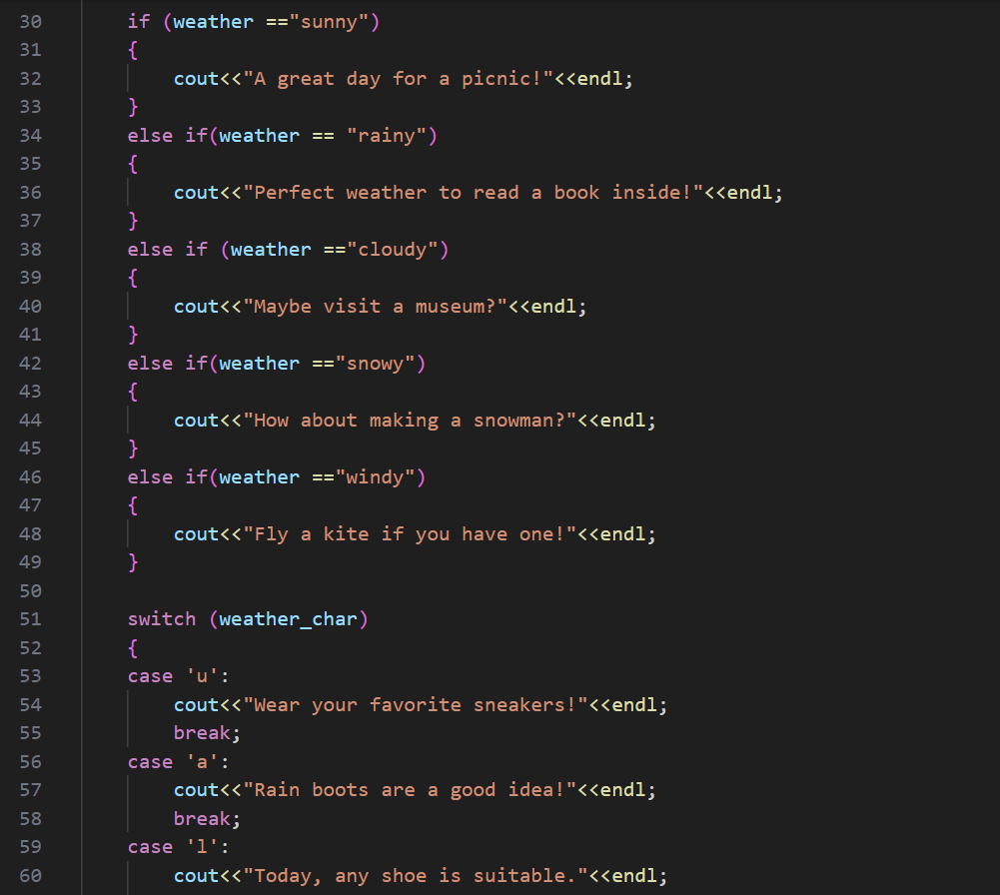 30 if (weather =="sunny")
31 {
32 cout<<"A great day for a picnic!"<<endl;
33 }
34 else if(weather == "rainy")
35 {
36 cout<<"Perfect weather to read a book inside!"<<endl;
37 }
38 else if (weather =="cloudy")
39 {
40 cout<<"Maybe visit a museum?"<<endl;
41 }
42 else if(weather =="snowy")
43 {
44 cout<<"How about making a snowman?"<<endl;
45 }
46 else if(weather =="windy")
47 {
48 cout<<"Fly a kite if you have one!"<<endl;
49 }
50
51 switch (weather_char)
52 {
53 case 'u':
54 cout<<"Wear your favorite sneakers!"<<endl;
55 break;
56 case 'a':
57 cout<<"Rain boots are a good idea!"<<endl;
58 break;
59 case 'l':
60 cout<<"Today, any shoe is suitable."<<endl;